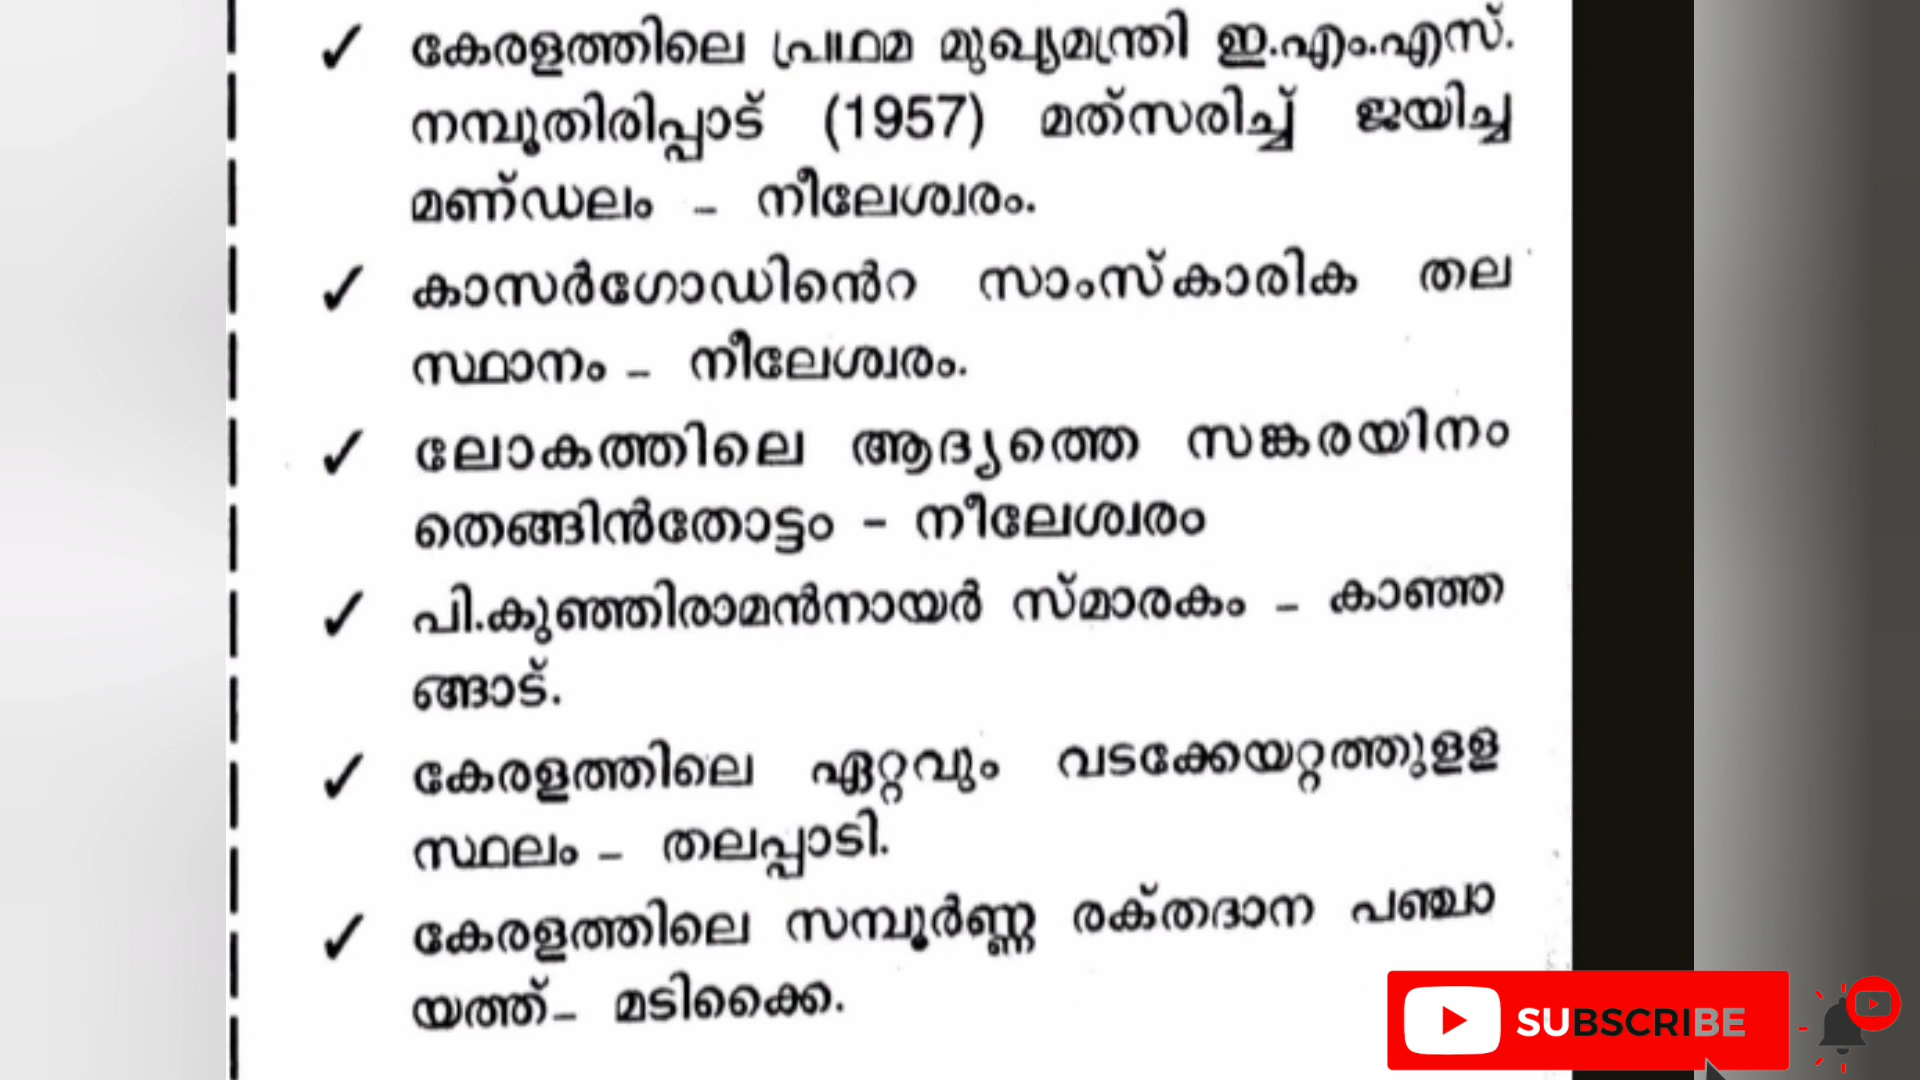 ✓ കേരളത്തിലെ പ്രഥമ മുഖ്യമന്ത്രി ഇ.എം.എസ്.
നമ്പൂതിരിപ്പാട് (1957) മത്സരിച്ച് ജയിച്ച
മണ്ഡലം – നീലേശ്വരം.
✓ കാസർഗോഡിൻെറ സാംസ്കാരിക തല
സ്ഥാനം – നീലേശ്വരം.
✓ ലോകത്തിലെ ആദ്യത്തെ സങ്കരയിനം
തെങ്ങിൻതോട്ടം – നീലേശ്വരം
✓ പി.കുഞ്ഞിരാമൻനായർ സ്മാരകം – കാഞ്ഞ
ങ്ങാട്.
✓ കേരളത്തിലെ ഏറ്റവും വടക്കേയറ്റത്തുളള
സ്ഥലം – തലപ്പാടി.
✓ കേരളത്തിലെ സമ്പൂർണ്ണ രക്തദാന പഞ്ചാ
യത്ത്– മടിക്കൈ.
SUBSCRIBE